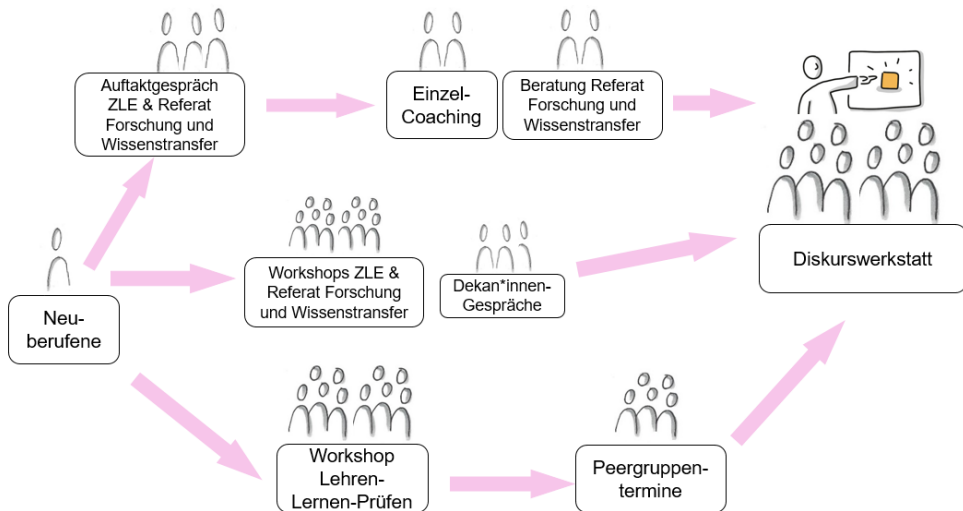 Auftaktgespräch
ZLE & Referat
Forschung und
Wissenstransfer
Einzel-
Coaching
Beratung Referat
Forschung und
Wissenstransfer
Neu-
berufene
Workshops ZLE &
Referat Forschung
und Wissenstransfer
Dekan*innen-
Gespräche
Diskurswerkstatt
Workshop
Lehren-
Lernen-Prüfen
Peergruppen-
termine